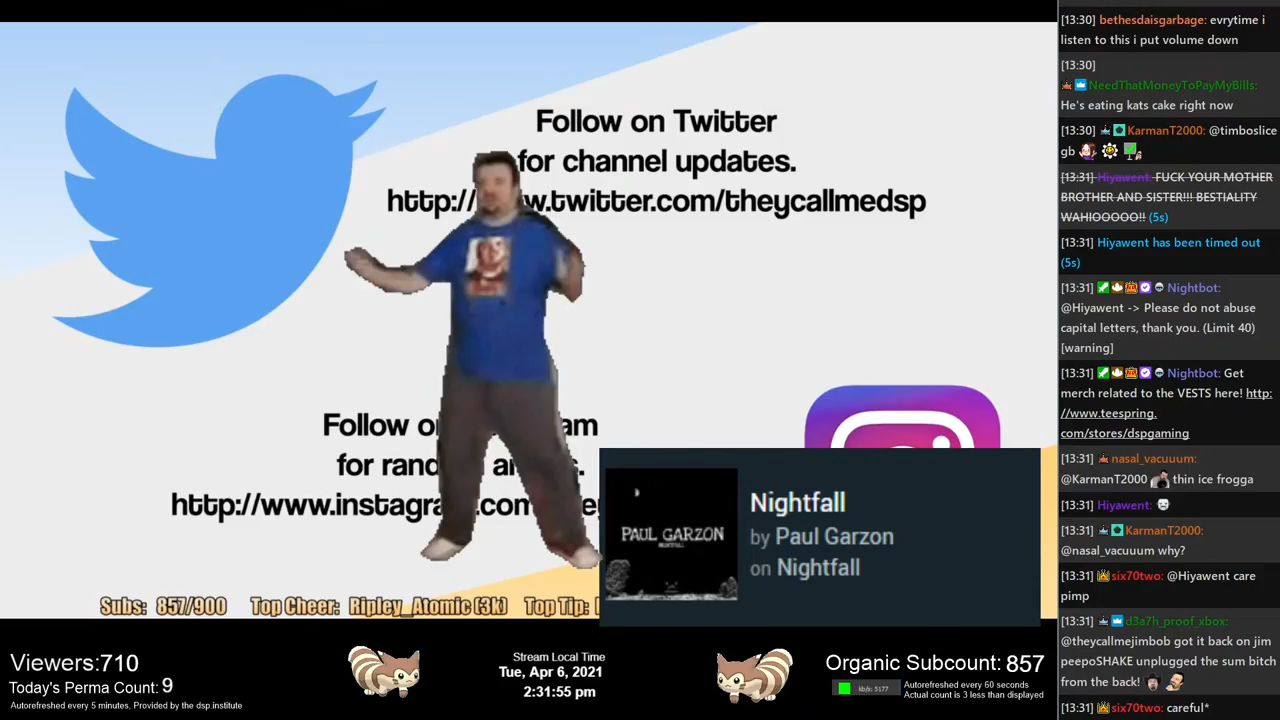 Follow on Twitter
for channel updates.
http:// w.twitter.com/theycallmedsp
Follow o am
for rand a s.
http://www.instagra .com
PAUL GARZON
NIGHTFALL
Nightfall
by Paul Garzon
on Nightfall
Subs: 857/900 Top Cheer: Ripley_Atomic (3k) Top Tip:
Viewers:710
Today's Perma Count: 9
Autorefreshed every 5 minutes, Provided by the dsp.institute
Stream Local Time
Tue, Apr 6, 2021
2:31:55 pm
Organic Subcount: 857
kb/s: 5177
Autorefreshed every 60 seconds
Actual count is 3 less than displayed
[13:30] bethesdaisgarbage: evrytime i
listen to this i put volume down
[13:30]
NeedThatMoneyToPayMyBills:
He's eating kats cake right now
[13:30] KarmanT2000: @timboslice
gb
[13:31] Hiyawent: FUCK YOUR MOTHER
BROTHER AND SISTER!!! BESTIALITY
WAHIOOOOO!! (5s)
[13:31] Hiyawent has been timed out
(5s)
[13:31] Nightbot:
@Hiyawent -> Please do not abuse
capital letters, thank you. (Limit 40)
[warning]
[13:31] Nightbot: Get
merch related to the VESTS here! http:
//www.teespring.
com/stores/dspgaming
[13:31] nasal_vacuuum:
@KarmanT2000 thin ice frogga
[13:31] Hiyawent:
[13:31] KarmanT2000:
@nasal_vacuuum why?
[13:31] six70two: @Hiyawent care
pimp
[13:31] d3a7h_proof_xbox:
@theycallmejimbob got it back on jim
peepoSHAKE unplugged the sum bitch
from the back!
[13:31] six70two: careful*